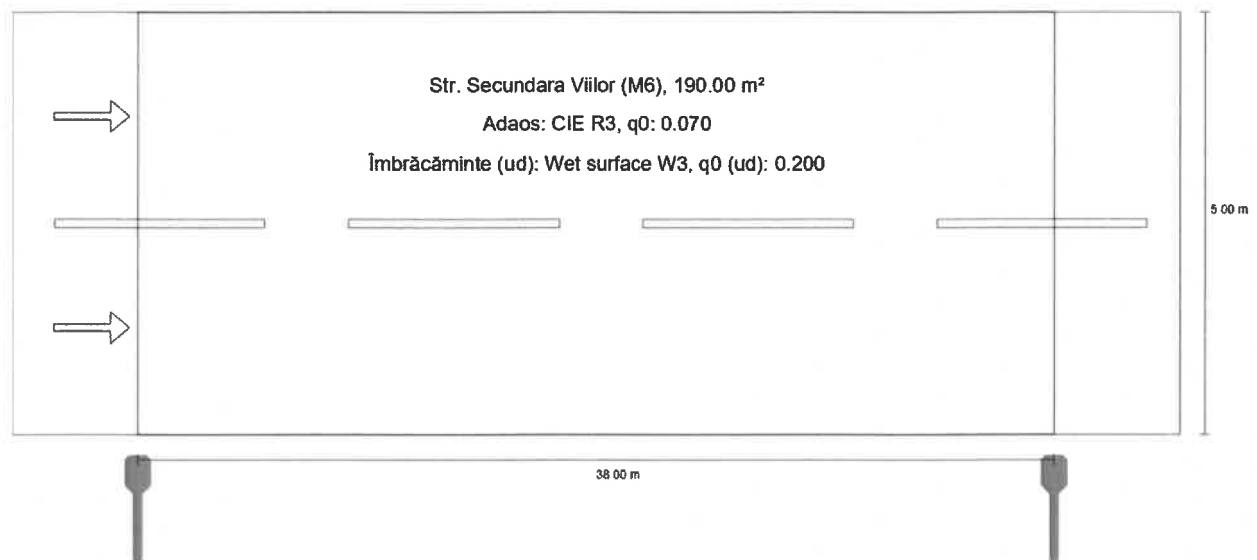 Str. Secundara Viilor (M6), 190.00 m²
Adaos: CIE R3, q0: 0.070
Îmbrăcăminte (ud): Wet surface W3, q0 (ud): 0.200
5 00 m
38 00 m